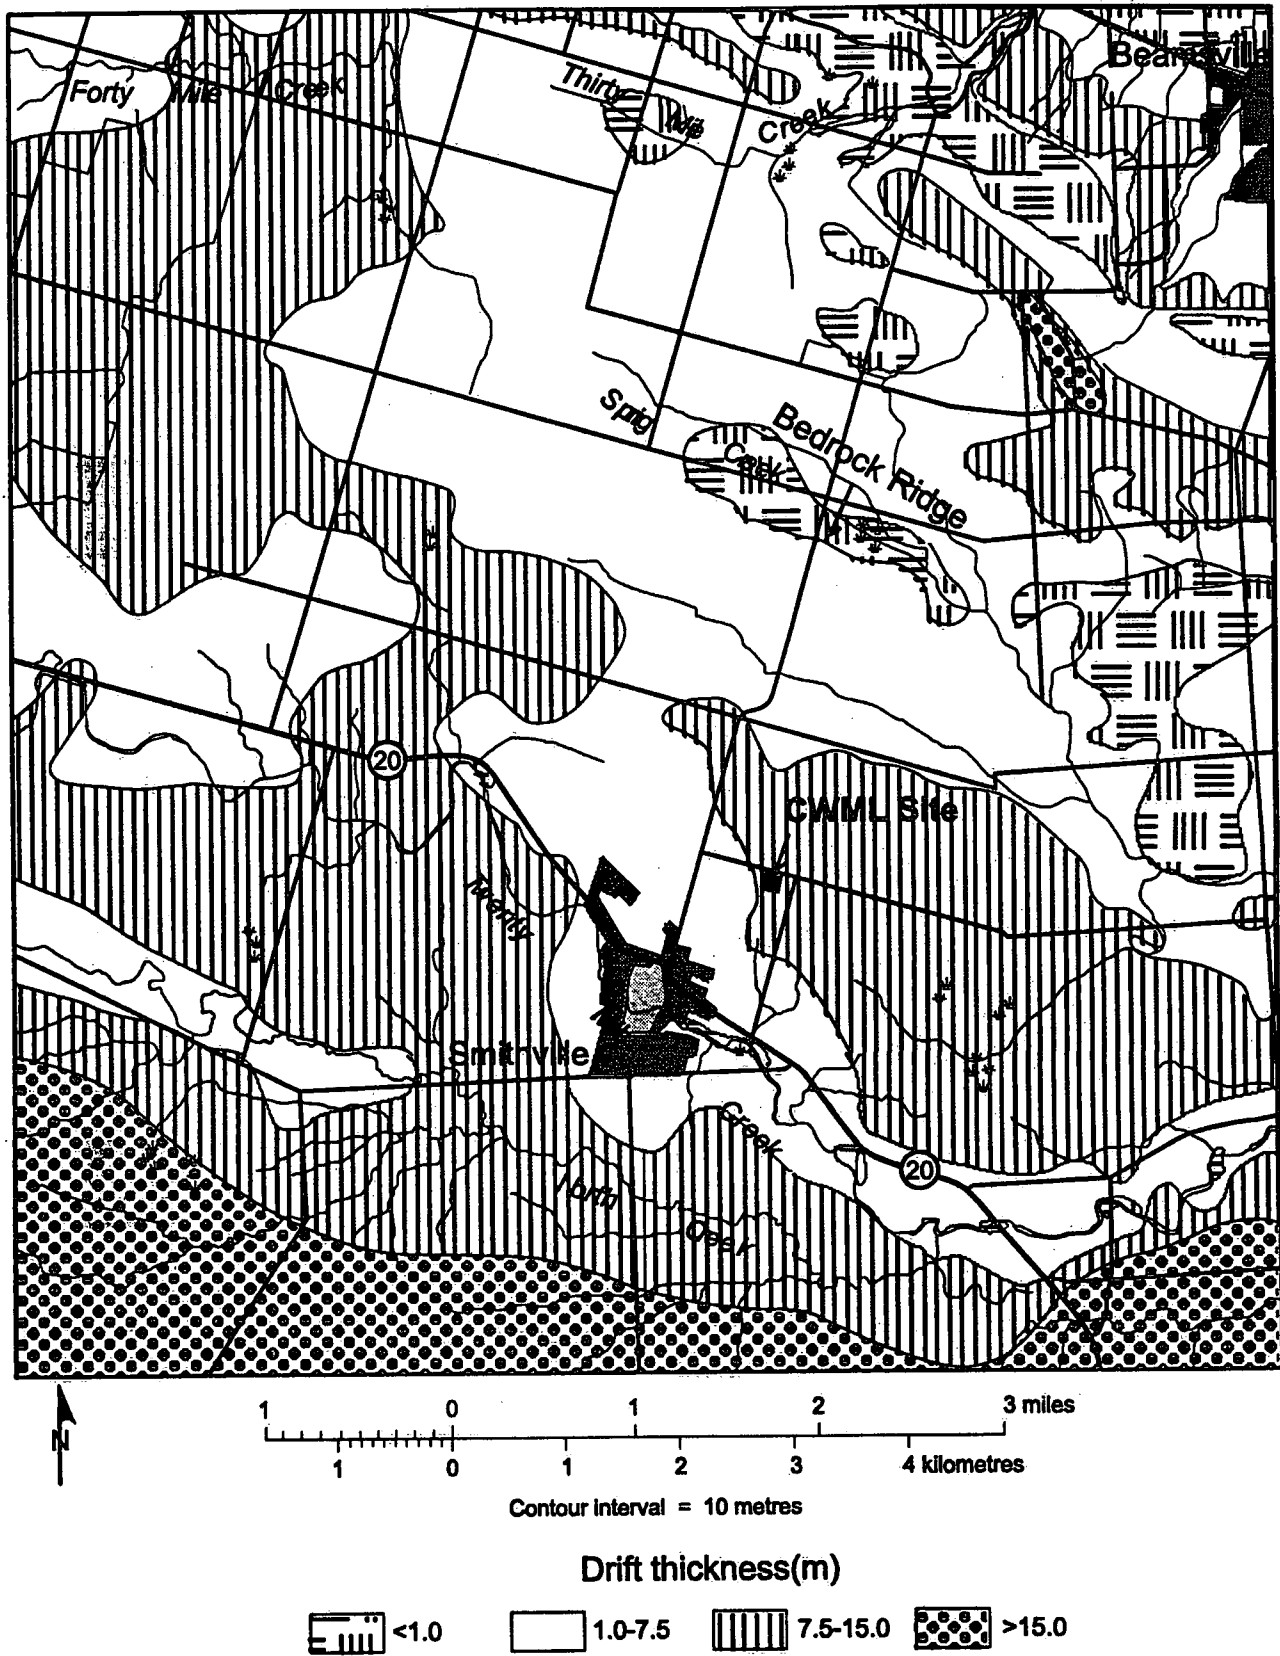 Beamsville
Forty Mile Creek
Thirty Mile Creek
Spring Creek
Bedrock Ridge
20
CWML Site
Twenty
Smithville
Creek
20
North Creek
N
1 0 1 2 3 miles
1 0 1 2 3 4 kilometres
Contour interval = 10 metres
Drift thickness(m)
<1.0 1.0-7.5 7.5-15.0 >15.0